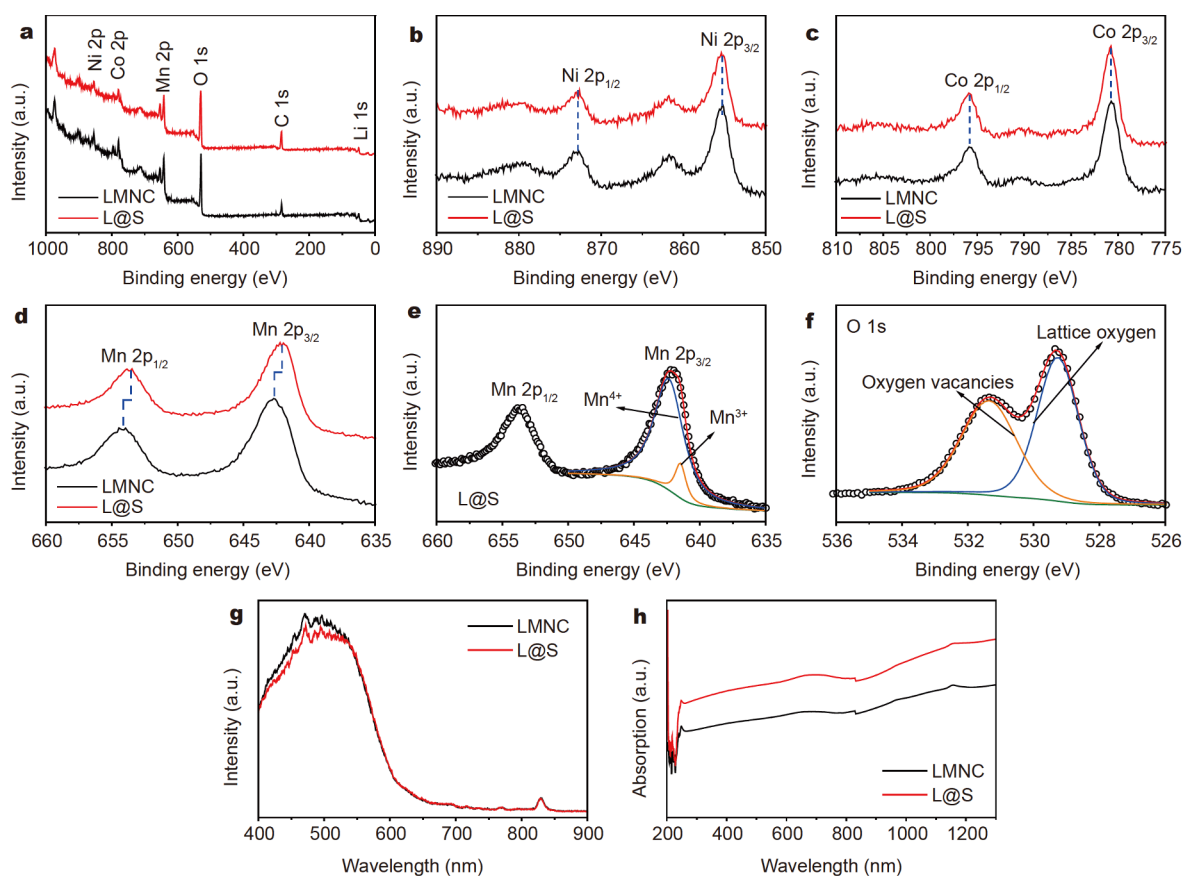 a
Ni 2p
Co 2p
Mn 2p
O 1s
C 1s
Li 1s
LMNC
L@S
Intensity (a.u.)
1000 800 600 400 200 0
Binding energy (eV)
b
Ni 2p3/2
Ni 2p1/2
LMNC
L@S
Intensity (a.u.)
890 880 870 860 850
Binding energy (eV)
c
Co 2p3/2
Co 2p1/2
LMNC
L@S
Intensity (a.u.)
810 805 800 795 790 785 780 775
Binding energy (eV)
d
Mn 2p3/2
Mn 2p1/2
LMNC
L@S
Intensity (a.u.)
660 655 650 645 640 635
Binding energy (eV)
e
Mn 2p3/2
Mn 2p1/2
Mn4+
Mn3+
L@S
Intensity (a.u.)
660 655 650 645 640 635
Binding energy (eV)
f
O 1s
Lattice oxygen
Oxygen vacancies
Intensity (a.u.)
536 534 532 530 528 526
Binding energy (eV)
g
LMNC
L@S
Intensity (a.u.)
400 500 600 700 800 900
Wavelength (nm)
h
LMNC
L@S
Absorption (a.u.)
200 400 600 800 1000 1200
Wavelength (nm)